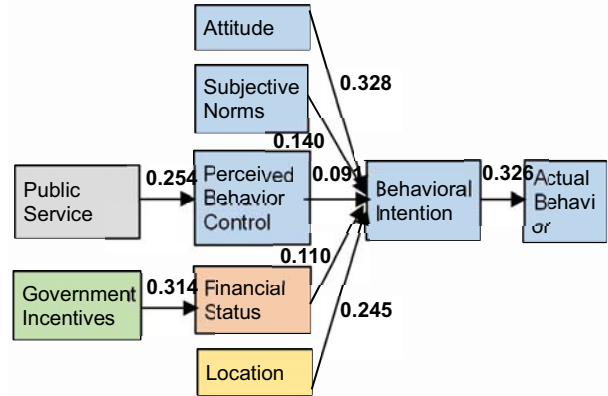 Attitude
0.328
Subjective
Norms
0.140
Public
Service
0.254
Perceived
Behavior
Control
0.091
Behavioral
Intention
0.326
Actual
Behavi
or
0.110
Government
Incentives
0.314
Financial
Status
0.245
Location